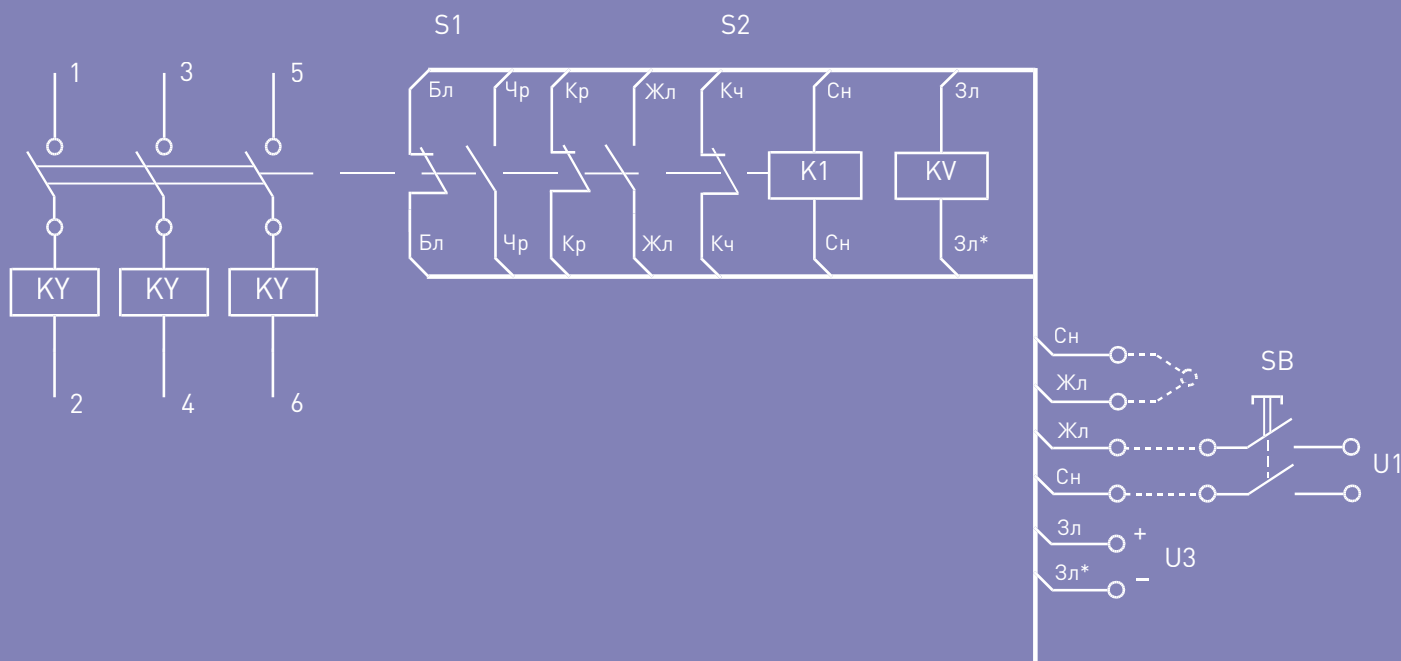 S1 S2
1 3 5
Бл Чр Кр Жл Кч Сн Зл
K1 KV
Бл Чр Кр Жл Кч Сн Зл*
KY KY KY
2 4 6
Сн
SB
Жл
Жл
U1
Сн
Зл +
U3
Зл* −